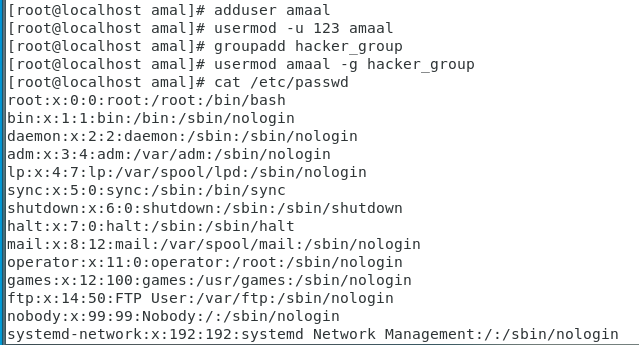 [root@localhost amal]# adduser amaal
[root@localhost amal]# usermod -u 123 amaal
[root@localhost amal]# groupadd hacker_group
[root@localhost amal]# usermod amaal -g hacker_group
[root@localhost amal]# cat /etc/passwd
root:x:0:0:root:/root:/bin/bash
bin:x:1:1:bin:/bin:/sbin/nologin
daemon:x:2:2:daemon:/sbin:/sbin/nologin
adm:x:3:4:adm:/var/adm:/sbin/nologin
lp:x:4:7:lp:/var/spool/lpd:/sbin/nologin
sync:x:5:0:sync:/sbin:/bin/sync
shutdown:x:6:0:shutdown:/sbin:/sbin/shutdown
halt:x:7:0:halt:/sbin:/sbin/halt
mail:x:8:12:mail:/var/spool/mail:/sbin/nologin
operator:x:11:0:operator:/root:/sbin/nologin
games:x:12:100:games:/usr/games:/sbin/nologin
ftp:x:14:50:FTP User:/var/ftp:/sbin/nologin
nobody:x:99:99:Nobody:/:/sbin/nologin
systemd-network:x:192:192:systemd Network Management:/:/sbin/nologin